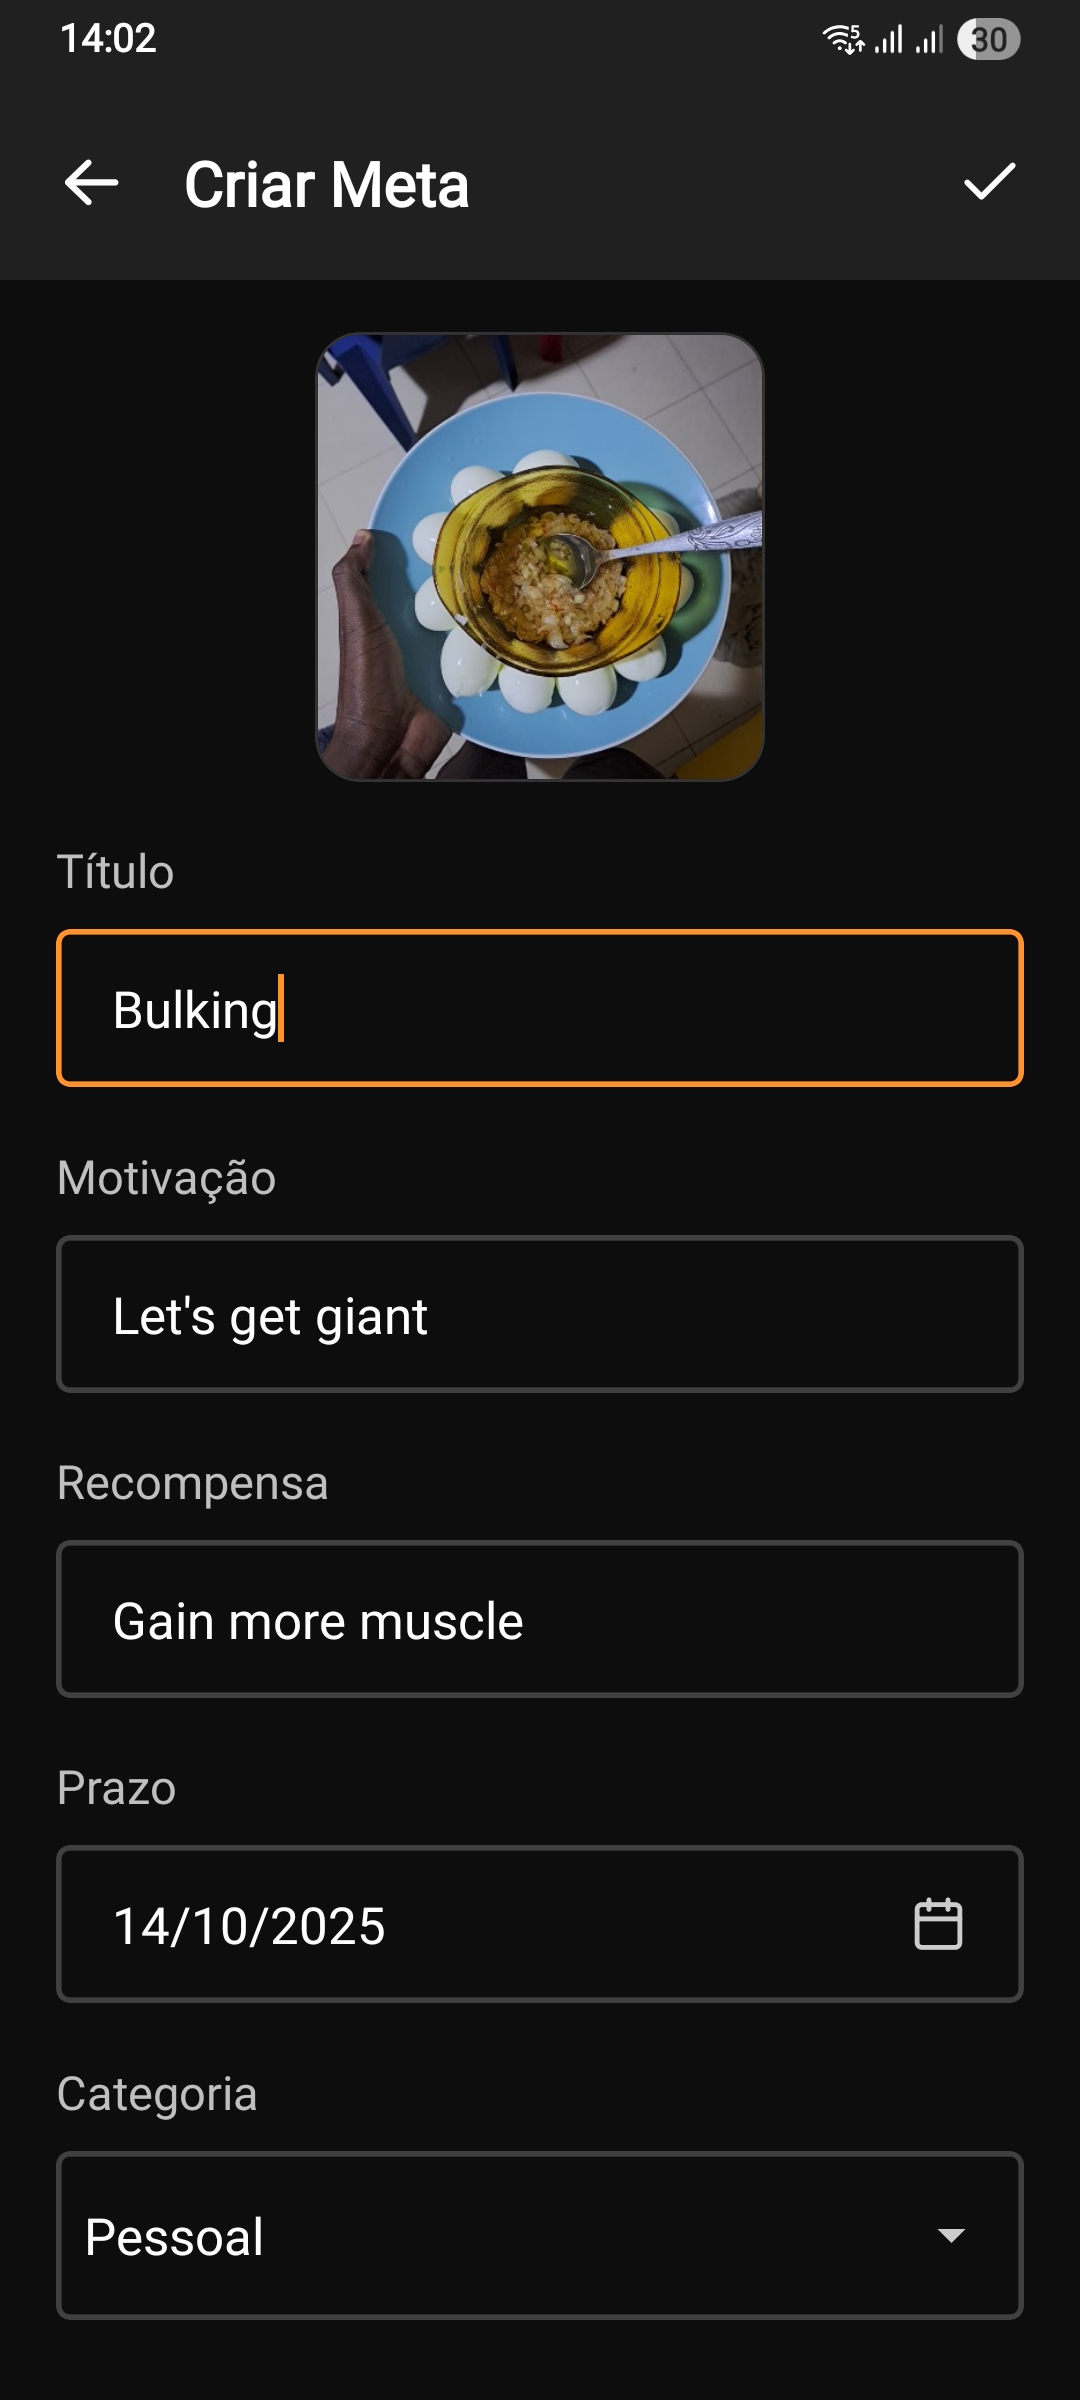 14:02
5
30
Criar Meta
Título
Bulking
Motivação
Let's get giant
Recompensa
Gain more muscle
Prazo
14/10/2025
Categoria
Pessoal